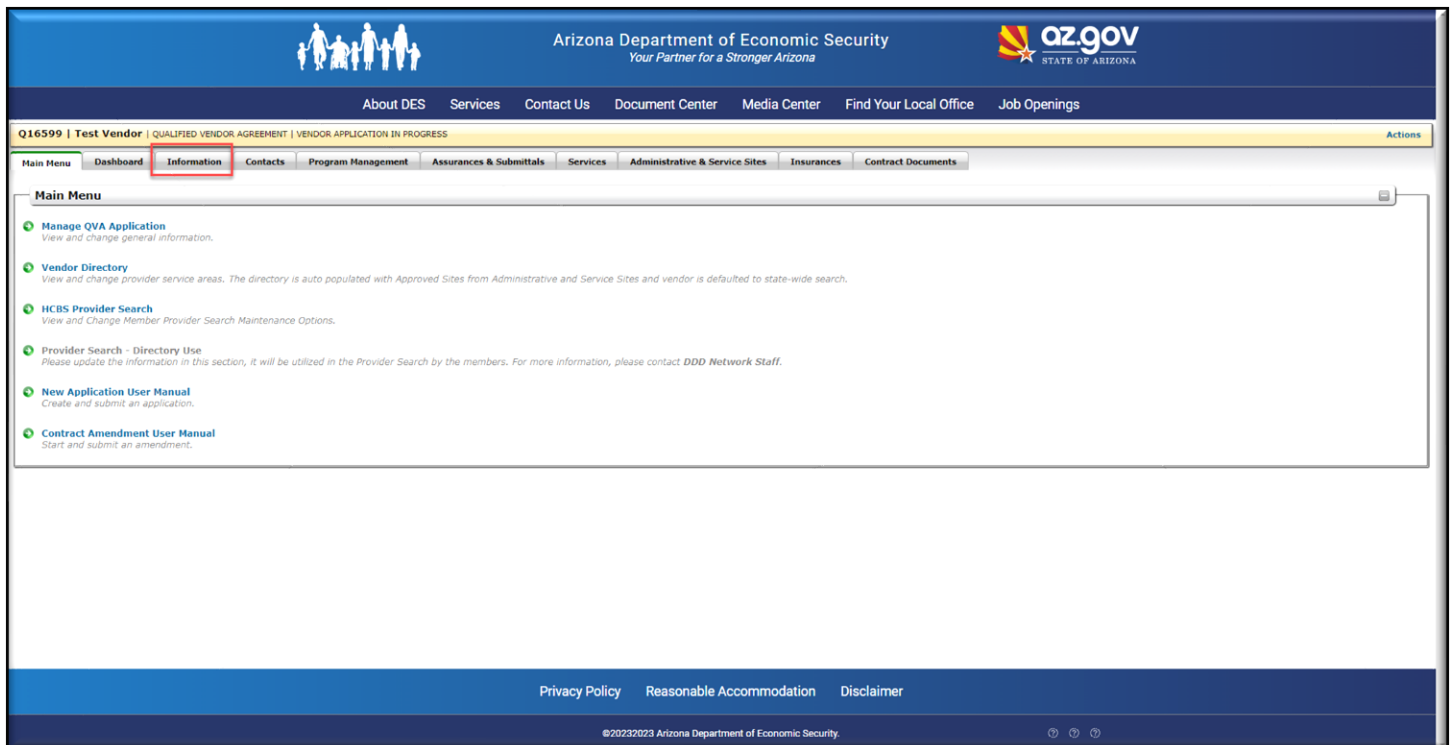 Arizona Department of Economic Security
Your Partner for a Stronger Arizona
az.gov
STATE OF ARIZONA
About DES Services Contact Us Document Center Media Center Find Your Local Office Job Openings
Q16599 | Test Vendor | QUALIFIED VENDOR AGREEMENT | VENDOR APPLICATION IN PROGRESS Actions
Main Menu Dashboard Information Contacts Program Management Assurances & Submittals Services Administrative & Service Sites Insurances Contract Documents
Main Menu
Manage QVA Application
View and change general information.
Vendor Directory
View and change provider service areas. The directory is auto populated with Approved Sites from Administrative and Service Sites and vendor is defaulted to state-wide search.
HCBS Provider Search
View and Change Member Provider Search Maintenance Options.
Provider Search - Directory Use
Please update the information in this section, it will be utilized in the Provider Search by the members. For more information, please contact DDD Network Staff.
New Application User Manual
Create and submit an application.
Contract Amendment User Manual
Start and submit an amendment.
Privacy Policy Reasonable Accommodation Disclaimer
©20232023 Arizona Department of Economic Security.